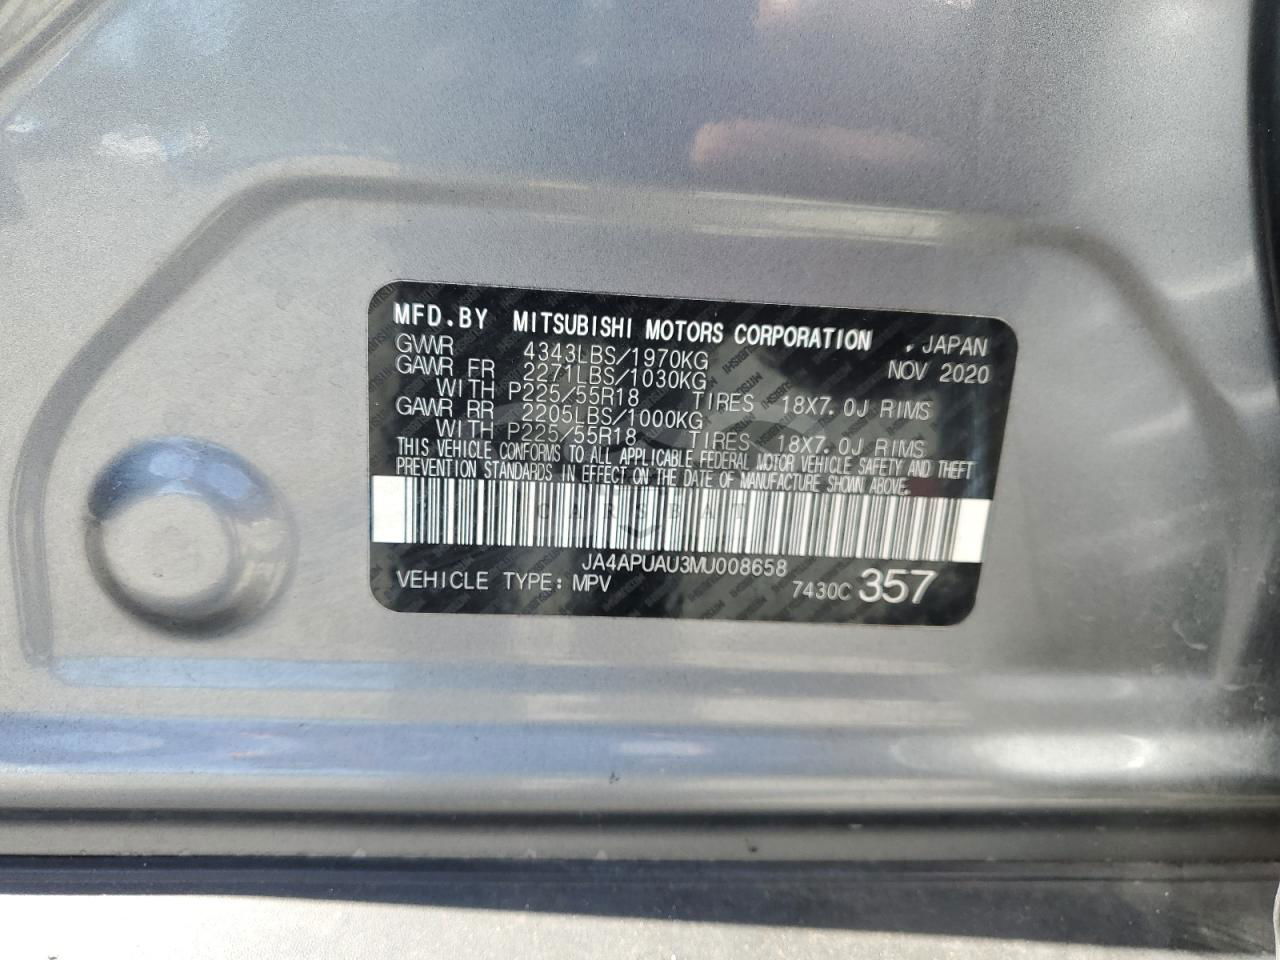 MFD.BY MITSUBISHI MOTORS CORPORATION , JAPAN
GVWR 4343LBS/1970KG NOV 2020
GAWR FR 2271LBS/1030KG
WITH P225/55R18 TIRES 18X7.0J RIMS
GAWR RR 2205LBS/1000KG
WITH P225/55R18 TIRES 18X7.0J RIMS
THIS VEHICLE CONFORMS TO ALL APPLICABLE FEDERAL MOTOR VEHICLE SAFETY AND THEFT
PREVENTION STANDARDS IN EFFECT ON THE DATE OF MANUFACTURE SHOWN ABOVE.
CARSBAT
JA4APUAU3MU008658
VEHICLE TYPE: MPV 7430C 357